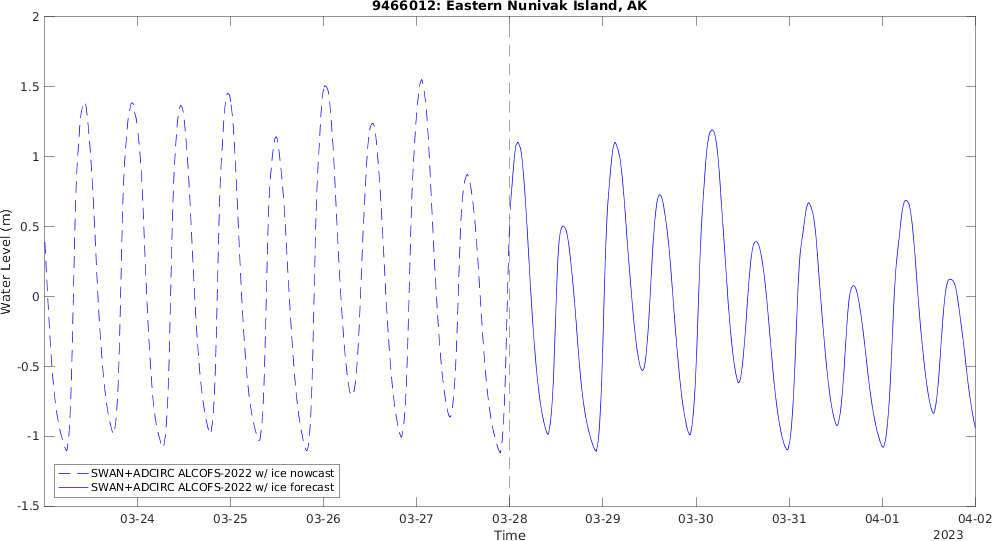 9466012: Eastern Nunivak Island, AK
2
1.5
1
0.5
0
-0.5
-1
-1.5
Water Level (m)
SWAN+ADCIRC ALCOFS-2022 w/ ice nowcast
SWAN+ADCIRC ALCOFS-2022 w/ ice forecast
03-24 03-25 03-26 03-27 03-28 03-29 03-30 03-31 04-01 04-02
Time
2023